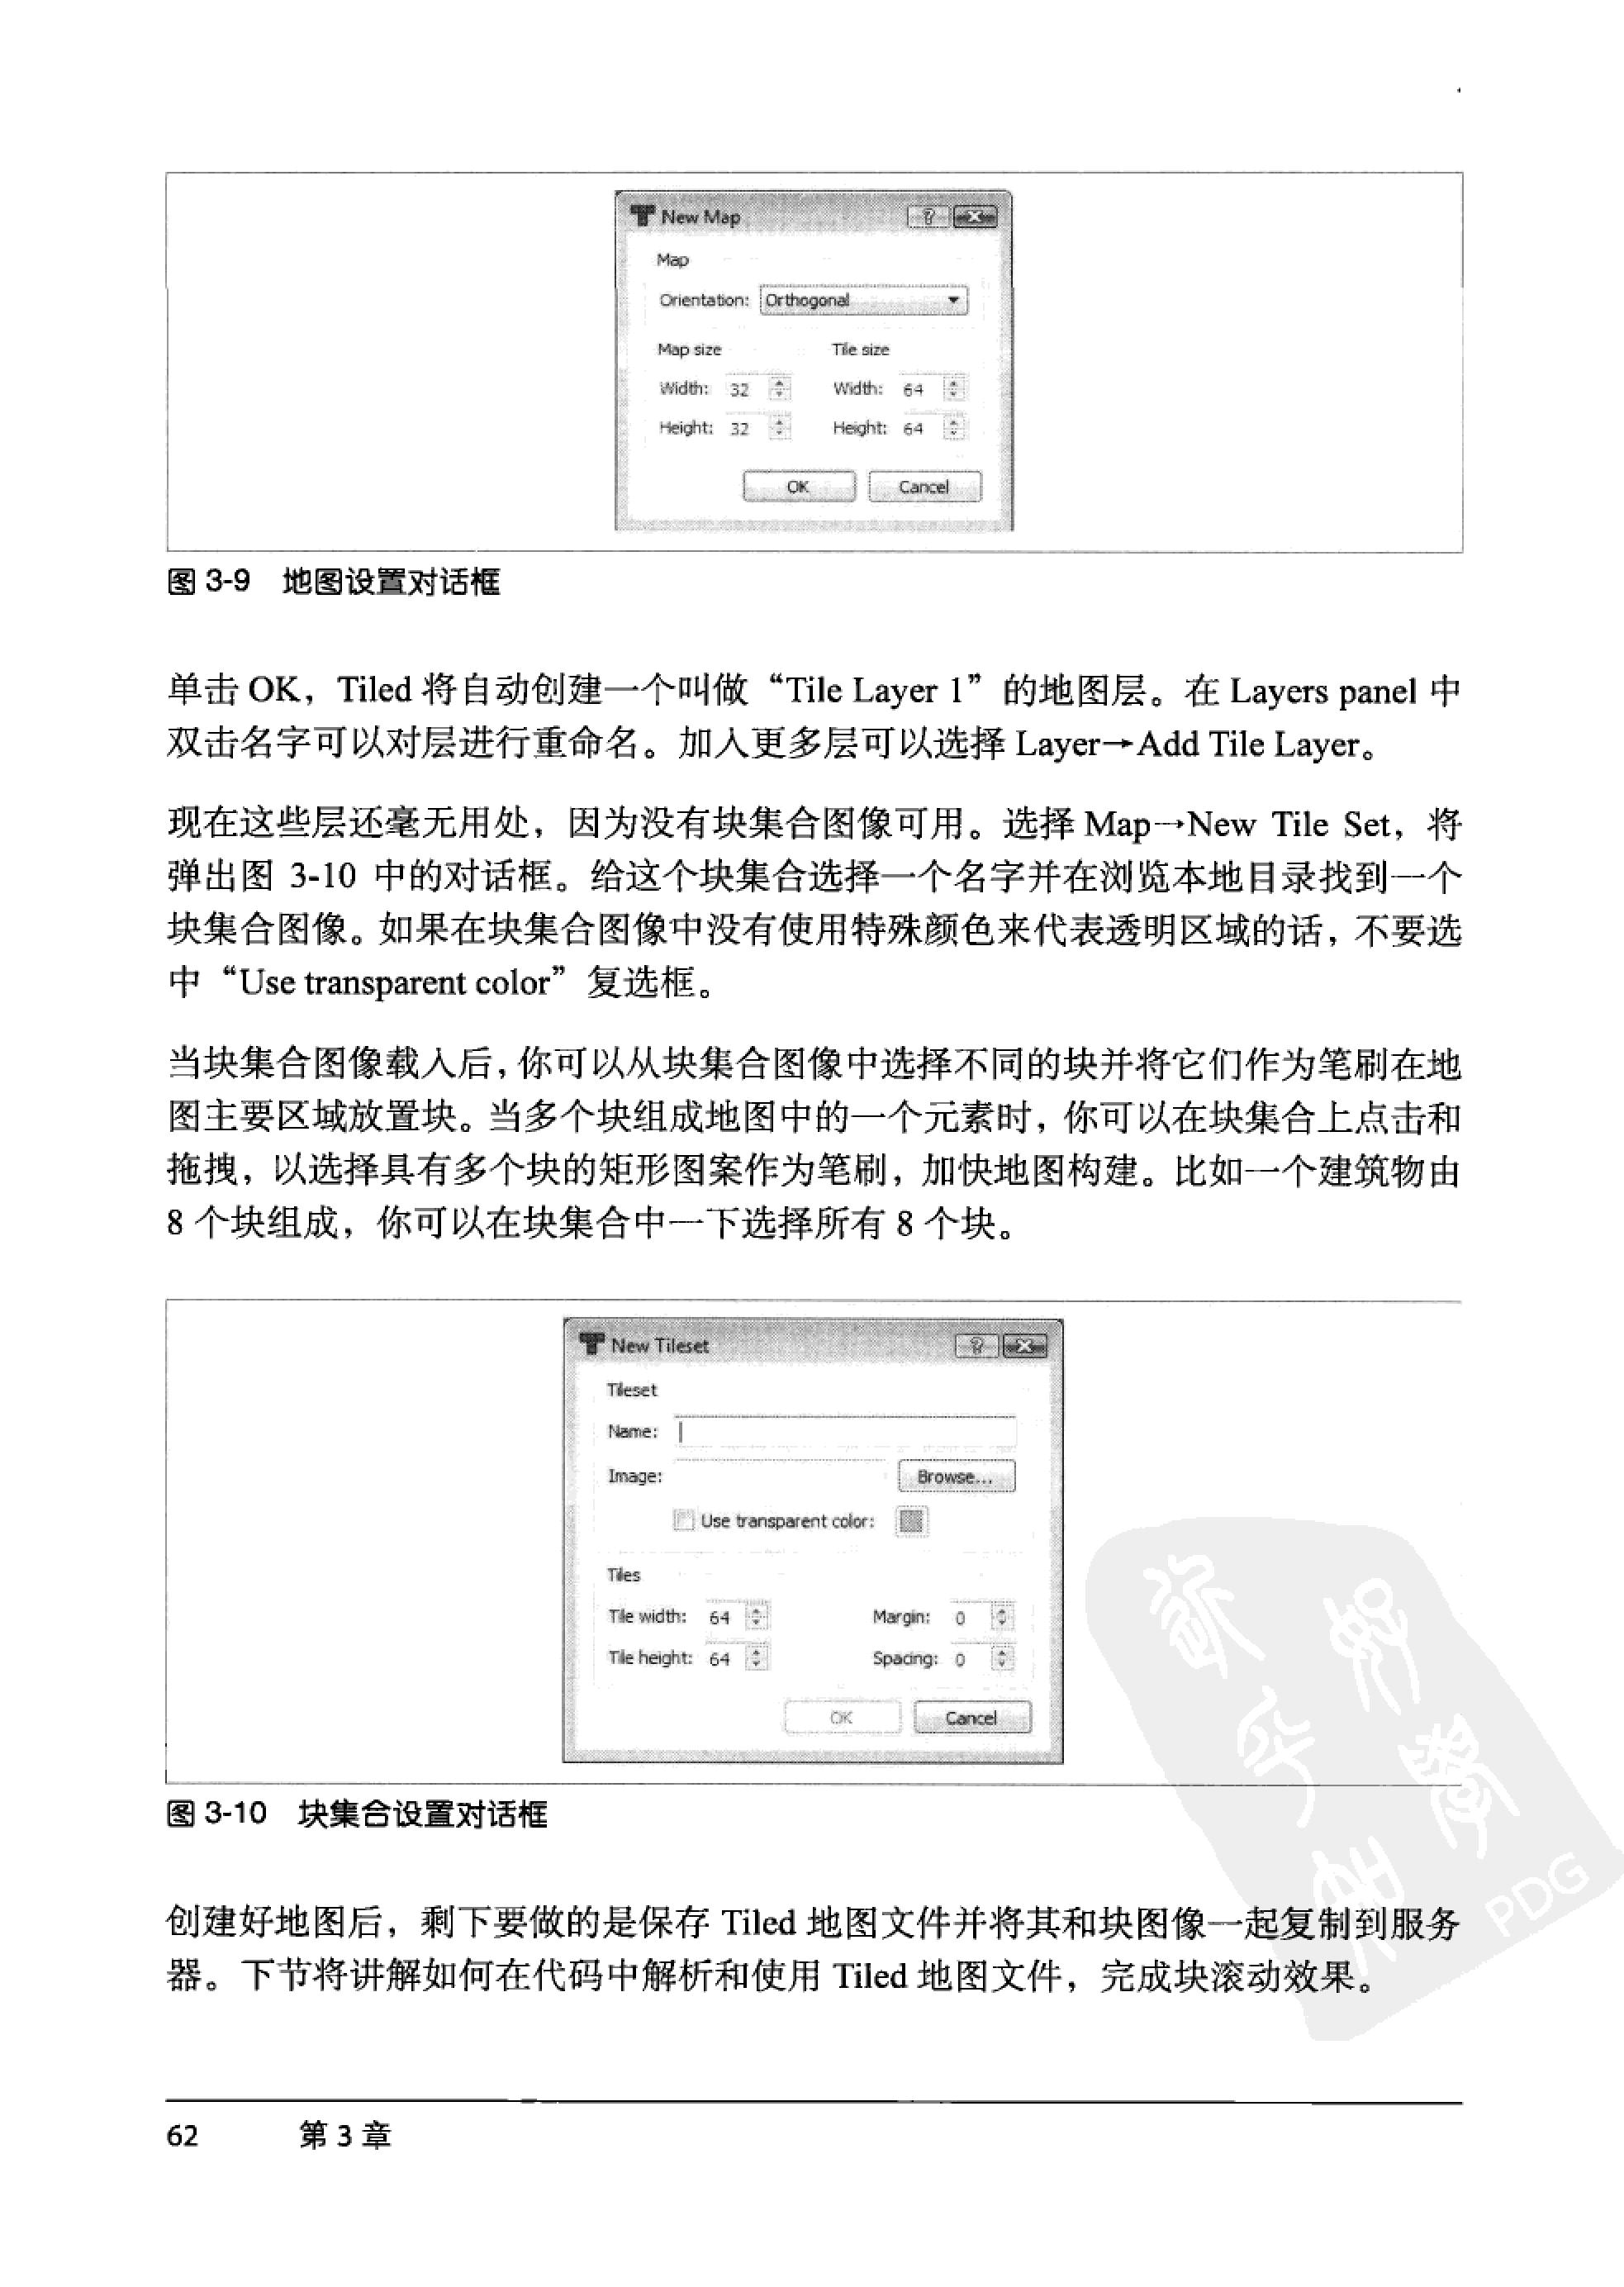 New Map
Map
Orientation: Orthogonal
Map size Tile size
Width: 32 Width: 64
Height: 32 Height: 64
OK Cancel
图 3-9 地图设置对话框
单击 OK，Tiled 将自动创建一个叫做“Tile Layer 1”的地图层。在 Layers panel 中
双击名字可以对层进行重命名。加入更多层可以选择 Layer→Add Tile Layer。
现在这些层还毫无用处，因为没有块集合图像可用。选择 Map→New Tile Set，将
弹出图 3-10 中的对话框。给这个块集合选择一个名字并在浏览本地目录找到一个
块集合图像。如果在块集合图像中没有使用特殊颜色来代表透明区域的话，不要选
中“Use transparent color”复选框。
当块集合图像载入后，你可以从块集合图像中选择不同的块并将它们作为笔刷在地
图主要区域放置块。当多个块组成地图中的一个元素时，你可以在块集合上点击和
拖拽，以选择具有多个块的矩形图案作为笔刷，加快地图构建。比如一个建筑物由
8 个块组成，你可以在块集合中一下选择所有 8 个块。
New Tileset
Tileset
Name:
Image: Browse...
Use transparent color:
Tiles
Tile width: 64 Margin: 0
Tile height: 64 Spacing: 0
OK Cancel
图 3-10 块集合设置对话框
创建好地图后，剩下要做的是保存 Tiled 地图文件并将其和块图像一起复制到服务
器。下节将讲解如何在代码中解析和使用 Tiled 地图文件，完成块滚动效果。
PDG
62 第 3 章